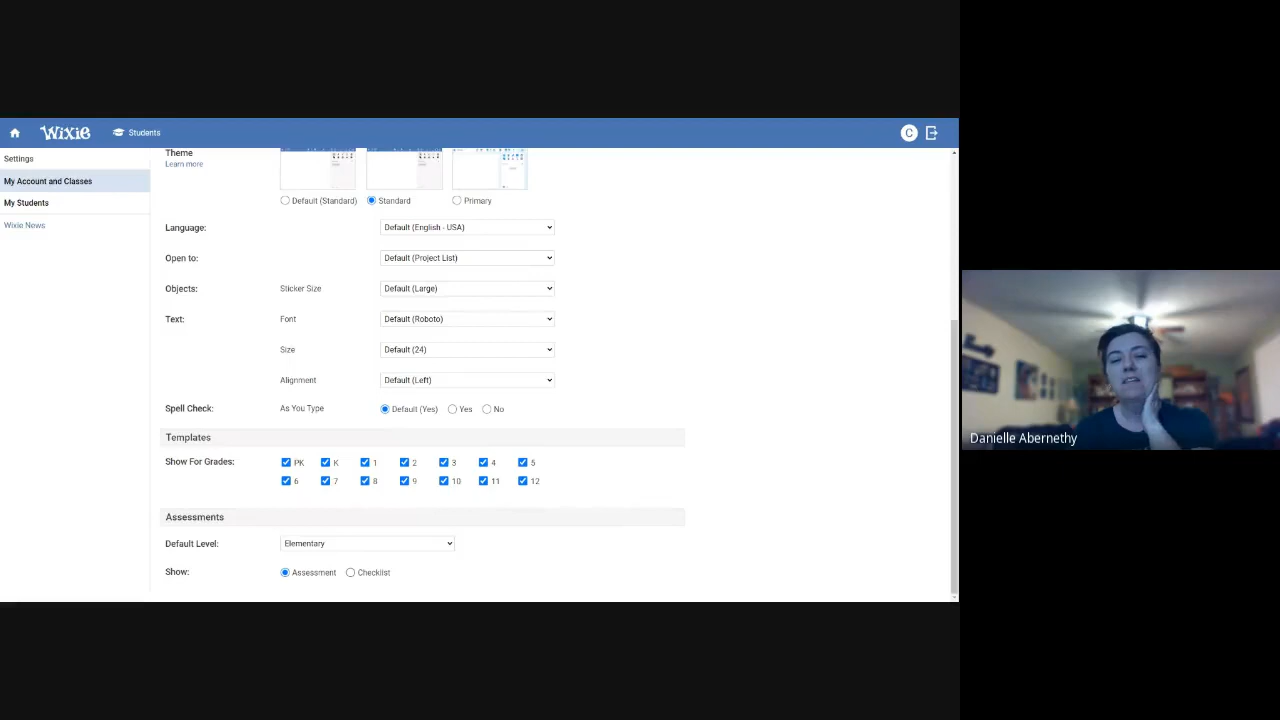 Wixie
Students
C
Settings
My Account and Classes
My Students
Wixie News
Theme
Learn more
Default (Standard)
Standard
Primary
Language:
Default (English - USA)
Open to:
Default (Project List)
Objects:
Sticker Size
Default (Large)
Text:
Font
Default (Roboto)
Size
Default (24)
Alignment
Default (Left)
Spell Check:
As You Type
Default (Yes)
Yes
No
Templates
Show For Grades:
PK K 1 2 3 4 5
6 7 8 9 10 11 12
Assessments
Default Level:
Elementary
Show:
Assessment
Checklist
Danielle Abernethy